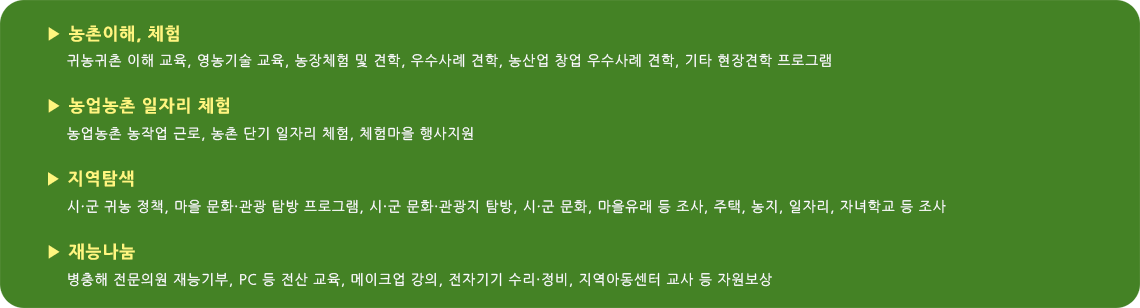 ▶ 농촌이해, 체험
귀농귀촌 이해 교육, 영농기술 교육, 농장체험 및 견학, 우수사례 견학, 농산업 창업 우수사례 견학, 기타 현장견학 프로그램
▶ 농업농촌 일자리 체험
농업농촌 농작업 근로, 농촌 단기 일자리 체험, 체험마을 행사지원
▶ 지역탐색
시·군 귀농 정책, 마을 문화·관광 탐방 프로그램, 시·군 문화·관광지 탐방, 시·군 문화, 마을유래 등 조사, 주택, 농지, 일자리, 자녀학교 등 조사
▶ 재능나눔
병충해 전문의원 재능기부, PC 등 전산 교육, 메이크업 강의, 전자기기 수리·정비, 지역아동센터 교사 등 자원보상